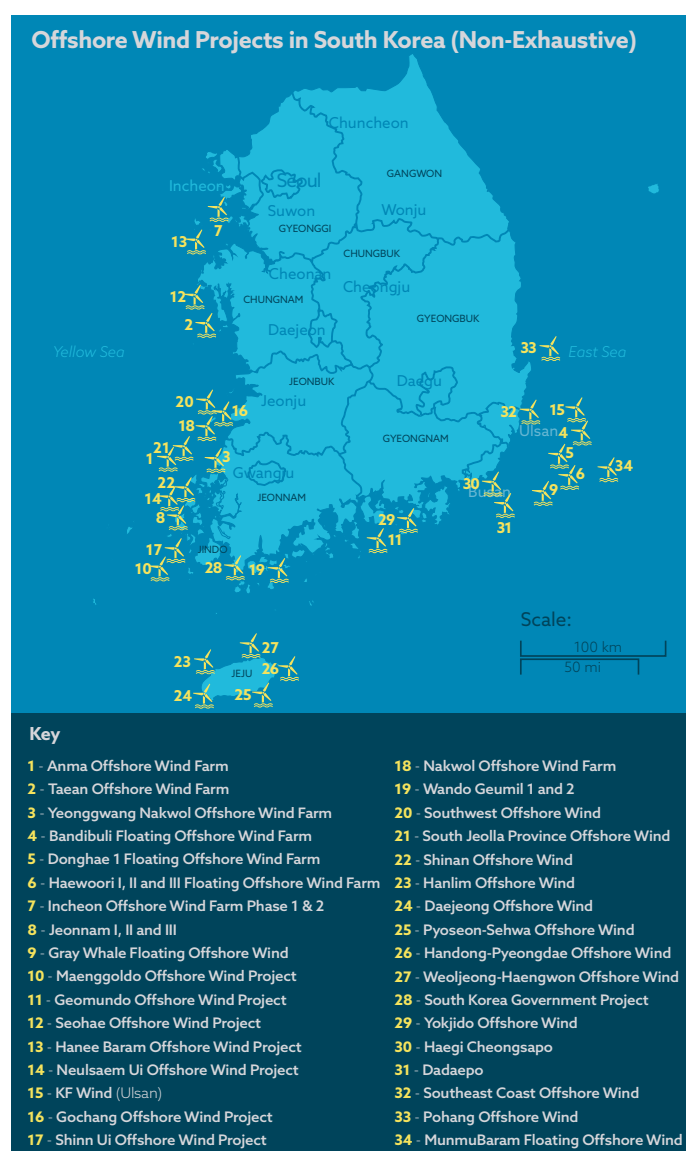 Offshore Wind Projects in South Korea (Non-Exhaustive)
Chuncheon
GANGWON
Incheon
Seoul
Suwon
Wonju
7
GYEONGGI
13
CHUNGBUK
Cheonan
Cheongju
12
CHUNGNAM
GYEONGBUK
2
Daejeon
Yellow Sea
33
East Sea
JEONBUK
Daegu
20
Jeonju
16
32
15
18
Ulsan
4
GYEONGNAM
21
1
3
5
34
Gwangju
6
22
30
Busan
9
14
JEONNAM
31
8
29
11
17
JINDO
10
28
19
Scale:
100 km
50 mi
27
23
26
JEJU
24
25
Key
1 - Anma Offshore Wind Farm
2 - Taean Offshore Wind Farm
3 - Yeonggwang Nakwol Offshore Wind Farm
4 - Bandibuli Floating Offshore Wind Farm
5 - Donghae 1 Floating Offshore Wind Farm
6 - Haewoori I, II and III Floating Offshore Wind Farm
7 - Incheon Offshore Wind Farm Phase 1 & 2
8 - Jeonnam I, II and III
9 - Gray Whale Floating Offshore Wind
10 - Maenggoldo Offshore Wind Project
11 - Geomundo Offshore Wind Project
12 - Seohae Offshore Wind Project
13 - Hanee Baram Offshore Wind Project
14 - Neulsaem Ui Offshore Wind Project
15 - KF Wind (Ulsan)
16 - Gochang Offshore Wind Project
17 - Shinn Ui Offshore Wind Project
18 - Nakwol Offshore Wind Farm
19 - Wando Geumil 1 and 2
20 - Southwest Offshore Wind
21 - South Jeolla Province Offshore Wind
22 - Shinan Offshore Wind
23 - Hanlim Offshore Wind
24 - Daejeong Offshore Wind
25 - Pyoseon-Sehwa Offshore Wind
26 - Handong-Pyeongdae Offshore Wind
27 - Weoljeong-Haengwon Offshore Wind
28 - South Korea Government Project
29 - Yokjido Offshore Wind
30 - Haegi Cheongsapo
31 - Dadaepo
32 - Southeast Coast Offshore Wind
33 - Pohang Offshore Wind
34 - MunmuBaram Floating Offshore Wind